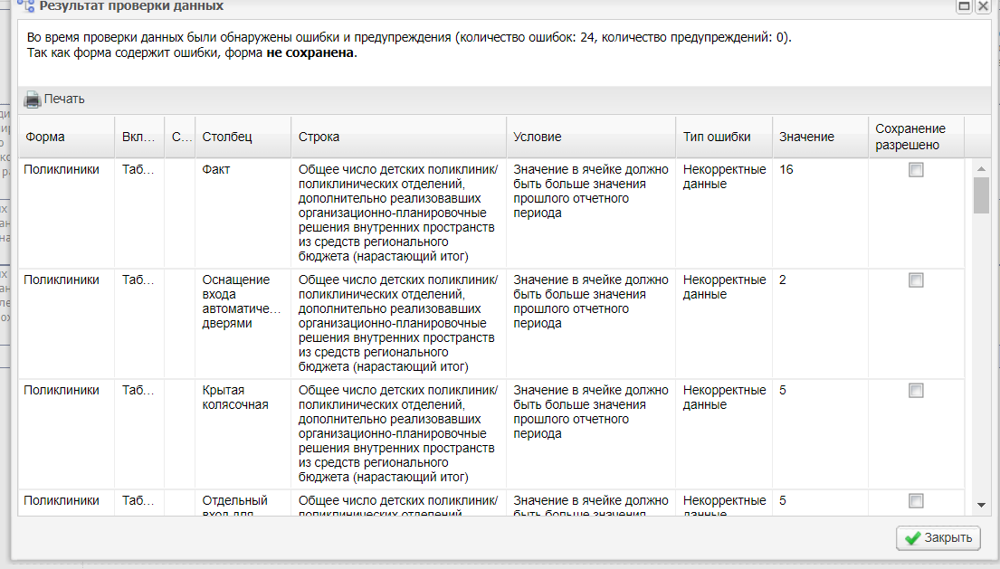 Результат проверки данных
Во время проверки данных были обнаружены ошибки и предупреждения (количество ошибок: 24, количество предупреждений: 0).
Так как форма содержит ошибки, форма не сохранена.
Печать
Форма
Вкл...
С...
Столбец
Строка
Условие
Тип ошибки
Значение
Сохранение
разрешено
Поликлиники
Таб...
Факт
Общее число детских поликлиник/
поликлинических отделений,
дополнительно реализовавших
организационно-планировочные
решения внутренних пространств
из средств регионального
бюджета (нарастающий итог)
Значение в ячейке должно
быть больше значения
прошлого отчетного
периода
Некорректные
данные
16
Поликлиники
Таб...
Оснащение
входа
автоматиче...
дверями
Общее число детских поликлиник/
поликлинических отделений,
дополнительно реализовавших
организационно-планировочные
решения внутренних пространств
из средств регионального
бюджета (нарастающий итог)
Значение в ячейке должно
быть больше значения
прошлого отчетного
периода
Некорректные
данные
2
Поликлиники
Таб...
Крытая
колясочная
Общее число детских поликлиник/
поликлинических отделений,
дополнительно реализовавших
организационно-планировочные
решения внутренних пространств
из средств регионального
бюджета (нарастающий итог)
Значение в ячейке должно
быть больше значения
прошлого отчетного
периода
Некорректные
данные
5
Поликлиники
Таб...
Отдельный
вход для
Общее число детских поликлиник/
поликлинических отделений,
Значение в ячейке должно
быть больше значения
Некорректные
данные
5
Закрыть